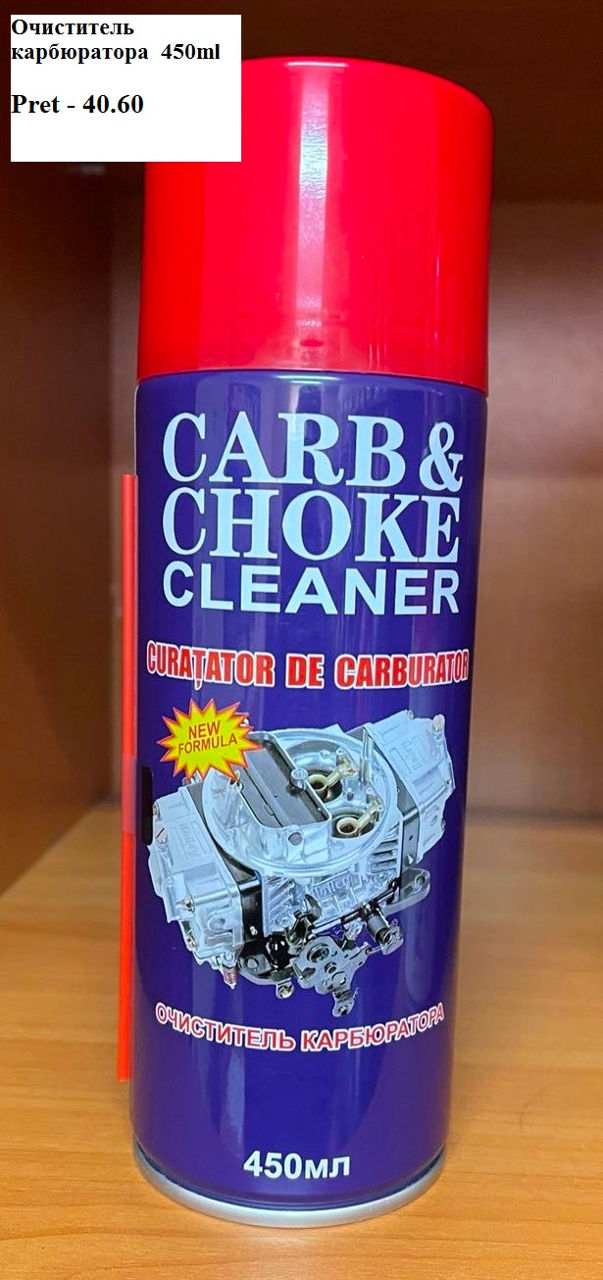 Очиститель
карбюратора 450ml
Pret - 40.60
CARB &
CHOKE
CLEANER
CURAȚATOR DE CARBURATOR
NEW
FORMULA
ОЧИСТИТЕЛЬ КАРБЮРАТОРА
450мл